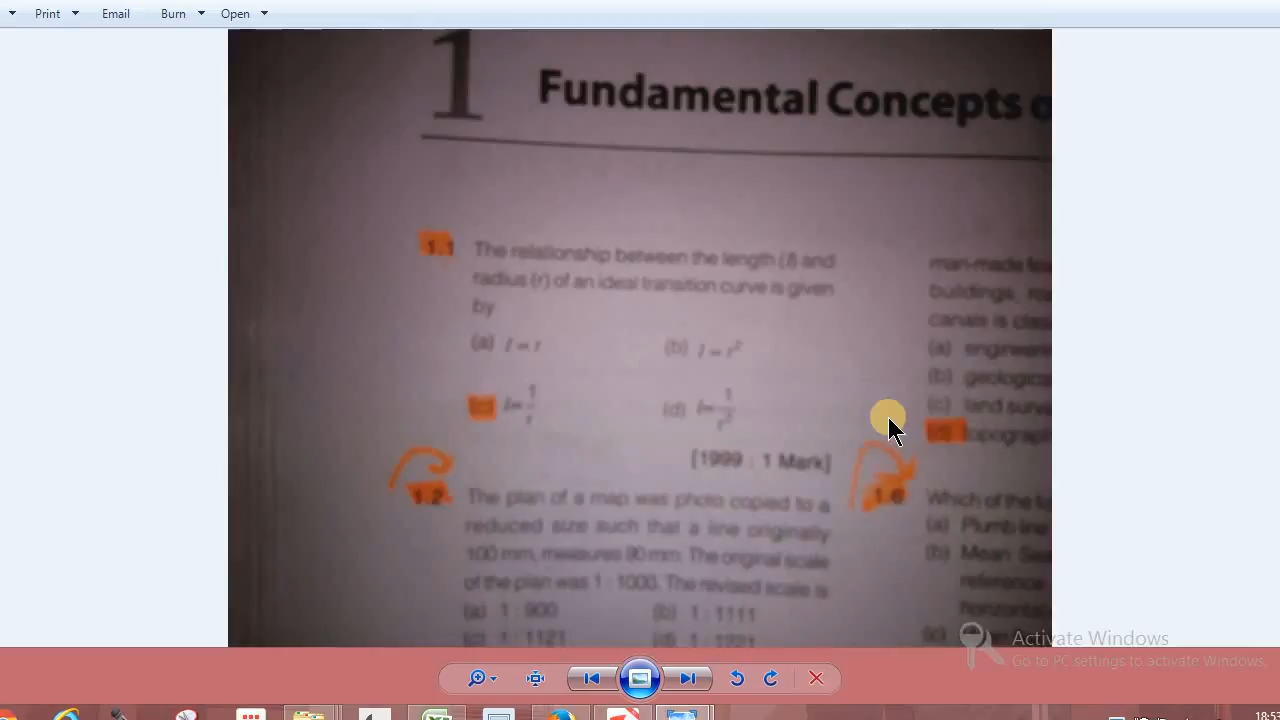 Print Email Burn Open
1
Fundamental Concepts o
1.1 The relationship between the length (l) and
radius (r) of an ideal transition curve is given
by
(a) l = r (b) l = r²
(c) l = 1/r (d) l = 1/r²
[1999 : 1 Mark]
1.2 The plan of a map was photo copied to a
reduced size such that a line originally
100 mm, measures 90 mm. The original scale
of the plan was 1 : 1000. The revised scale is
(a) 1 : 900 (b) 1 : 1111
(c) 1 : 1121 (d) 1 : 1221
man-made fea
buildings, roa
canals is clas
(a) engineeri
(b) geological
(c) land surve
(d) topograph
1.6 Which of the fo
(a) Plumb line
(b) Mean Sea
reference
horizontal
(c)
Activate Windows
Go to PC settings to activate Windows.